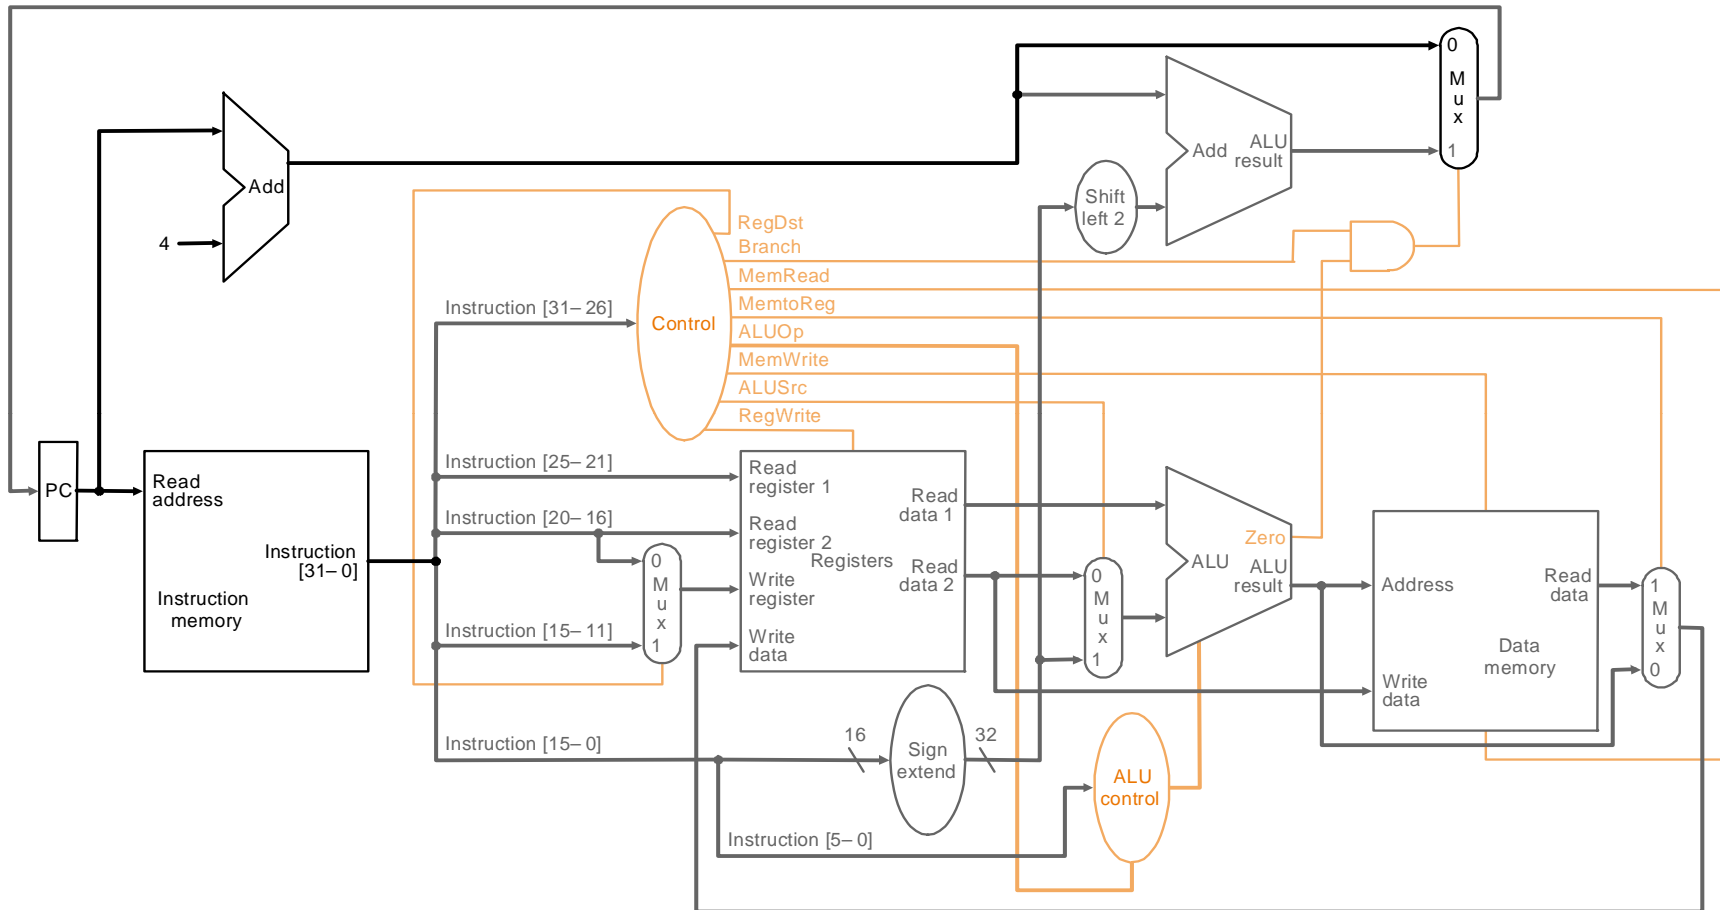 0
M
u
x
1
Add
ALU
result
Add
4
Shift
left 2
RegDst
Branch
MemRead
MemtoReg
ALUOp
MemWrite
ALUSrc
RegWrite
Control
Instruction [31–26]
Instruction [25–21]
Instruction [20–16]
Instruction [15–11]
Instruction [15–0]
Instruction [5–0]
PC
Read
address
Instruction
[31–0]
Instruction
memory
0
M
u
x
1
Read
register 1
Read
register 2
Registers
Write
register
Write
data
Read
data 1
Read
data 2
0
M
u
x
1
Zero
ALU
ALU
result
Address
Read
data
Data
memory
Write
data
1
M
u
x
0
16
Sign
extend
32
ALU
control